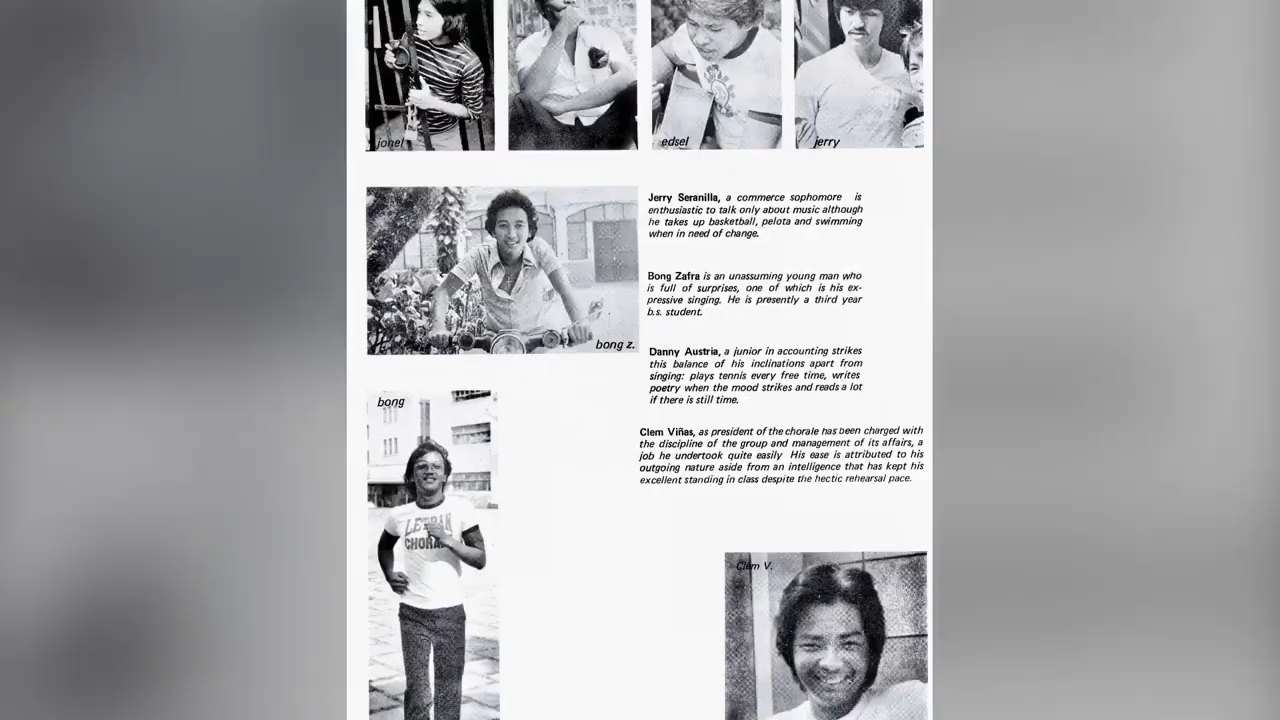 jonel
edsel
jerry
Jerry Seranilla, a commerce sophomore is
enthusiastic to talk only about music although
he takes up basketball, pelota and swimming
when in need of change.
Bong Zafra is an unassuming young man who
is full of surprises, one of which is his ex-
pressive singing. He is presently a third year
b.s. student.
bong z.
Danny Austria, a junior in accounting strikes
this balance of his inclinations apart from
singing: plays tennis every free time, writes
poetry when the mood strikes and reads a lot
if there is still time.
bong
Clem Viñas, as president of the chorale has been charged with
the discipline of the group and management of its affairs, a
job he undertook quite easily His ease is attributed to his
outgoing nature aside from an intelligence that has kept his
excellent standing in class despite the hectic rehearsal pace.
LETRAN
CHORALE
Clem V.